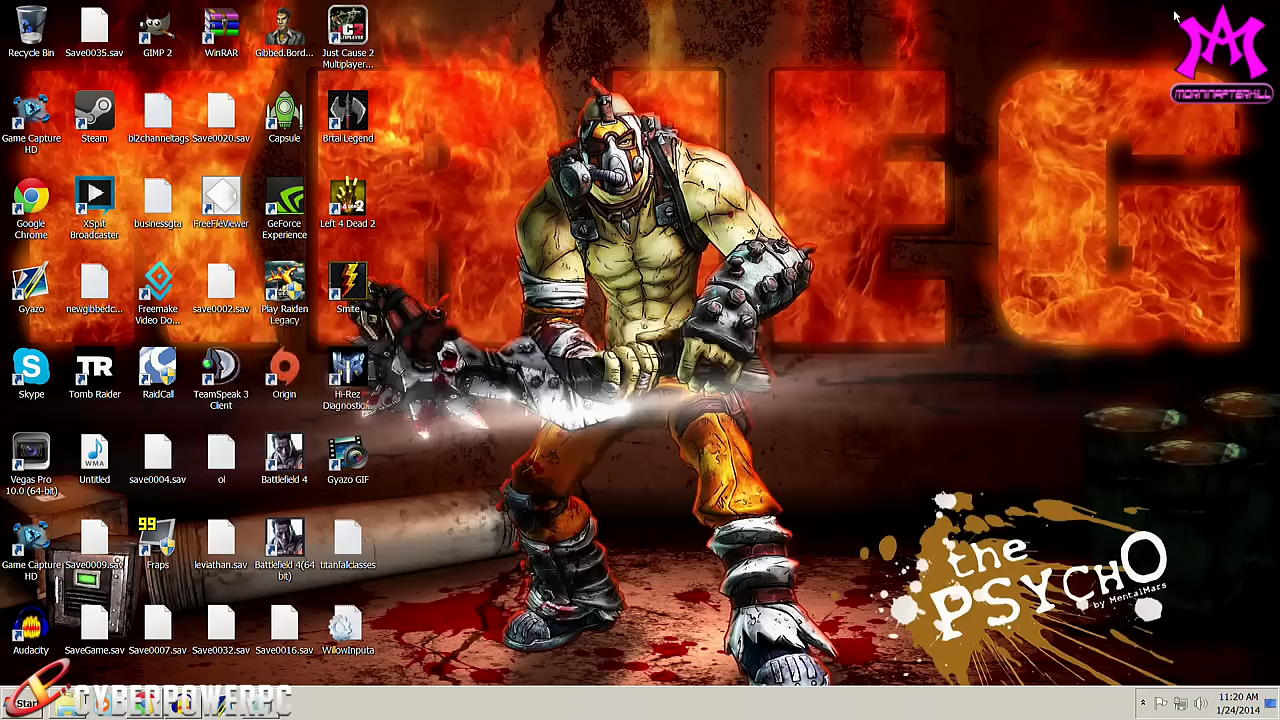 KRIEG
MORNINAFTERKILL
Recycle Bin
Save0035.sav
GIMP 2
WinRAR
Gibbed.Bord...
Just Cause 2
Multiplayer...
Game Capture
HD
Steam
bl2channeltags
Save0020.sav
Capsule
Brtal Legend
Google
Chrome
XSplit
Broadcaster
businessgta
FreeFileViewer
GeForce
Experience
Left 4 Dead 2
Gyazo
newgibbedc...
Freemake
Video Do...
save0002.sav
Play Raiden
Legacy
Smite
Skype
Tomb Raider
RaidCall
TeamSpeak 3
Client
Origin
Hi-Rez
Diagnostic...
Vegas Pro
10.0 (64-bit)
Untitled
save0004.sav
ol
Battlefield 4
Gyazo GIF
Game Capture
HD
Save0009.sav
Fraps
leviathan.sav
Battlefield 4(64
bit)
titanfallclasses
Audacity
SaveGame.sav
Save0007.sav
Save0032.sav
Save0016.sav
WillowInputa
the
PSYCHO
by MentalMars
Start
CYBERPOWERPC
11:20 AM
1/24/2014